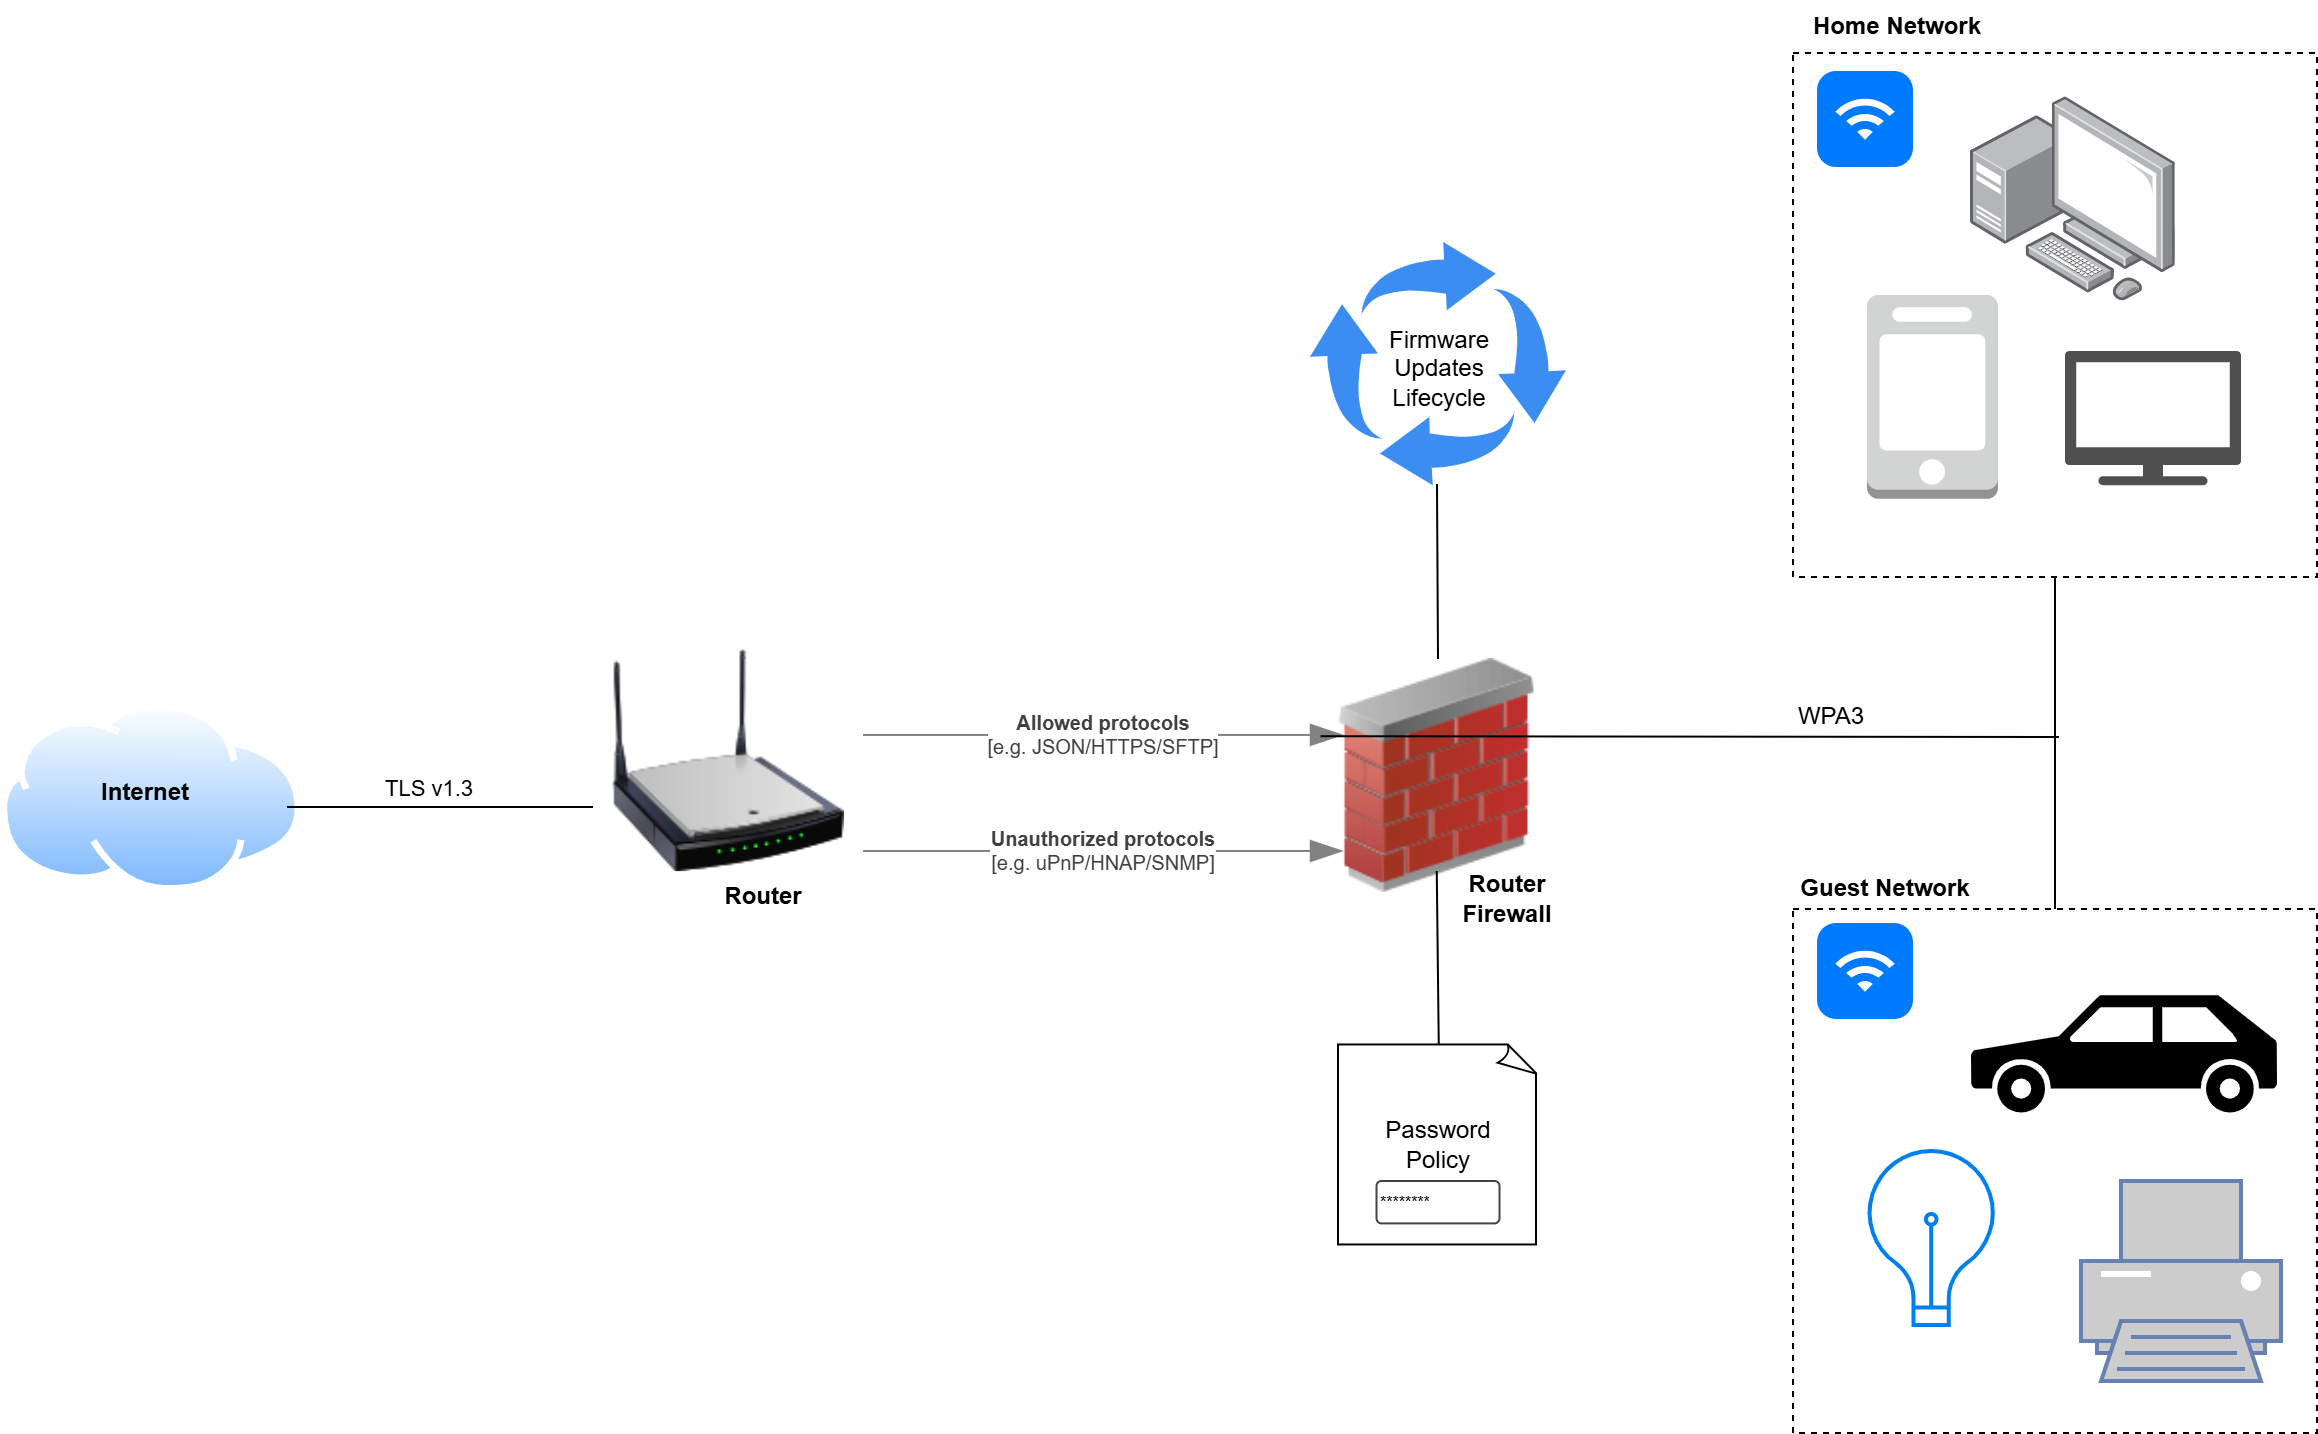 Home Network
Firmware
Updates
Lifecycle
Internet
TLS v1.3
Router
Allowed protocols
[e.g. JSON/HTTPS/SFTP]
Unauthorized protocols
[e.g. uPnP/HNAP/SNMP]
Router
Firewall
WPA3
Guest Network
Password
Policy
********